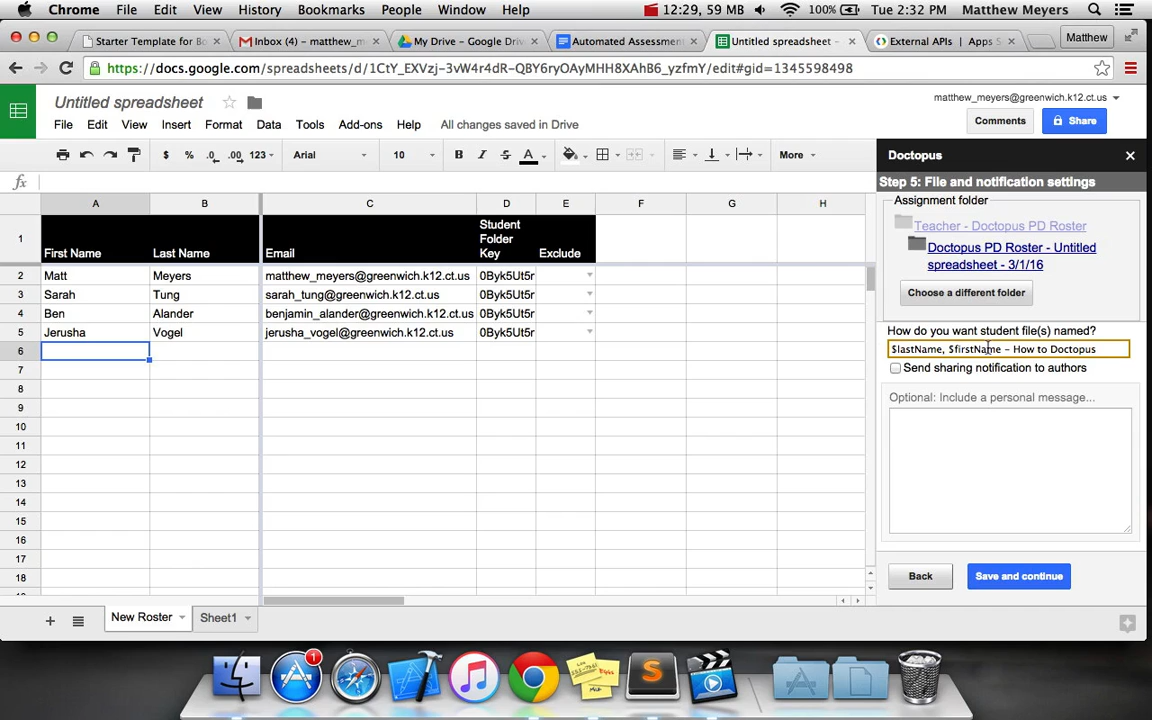 Chrome File Edit View History Bookmarks People Window Help 12:29, 59 MB 100% Tue 2:32 PM Matthew Meyers
Starter Template for Bo Inbox (4) - matthew_m My Drive - Google Driv Automated Assessment Untitled spreadsheet - External APIs | Apps S Matthew
https://docs.google.com/spreadsheets/d/1CtY_EXVzj-3vW4r4dR-QBY6ryOAyMHH8XAhB6_yzfmY/edit#gid=1345598498
Untitled spreadsheet
matthew_meyers@greenwich.k12.ct.us
File Edit View Insert Format Data Tools Add-ons Help All changes saved in Drive
Comments Share
$ % .0 .00 123 Arial 10 B I S A More
fx
Doctopus
Step 5: File and notification settings
Assignment folder
Teacher - Doctopus PD Roster
Doctopus PD Roster - Untitled
spreadsheet - 3/1/16
Choose a different folder
How do you want student file(s) named?
$lastName, $firstName - How to Doctopus
Send sharing notification to authors
Optional: Include a personal message...
Back Save and continue
A B C D E F G H
1 First Name Last Name Email Student
Folder
Key Exclude
2 Matt Meyers matthew_meyers@greenwich.k12.ct.us 0Byk5Ut5r
3 Sarah Tung sarah_tung@greenwich.k12.ct.us 0Byk5Ut5r
4 Ben Alander benjamin_alander@greenwich.k12.ct.us 0Byk5Ut5r
5 Jerusha Vogel jerusha_vogel@greenwich.k12.ct.us 0Byk5Ut5r
6
7
8
9
10
11
12
13
14
15
16
17
18
New Roster Sheet1
1
S